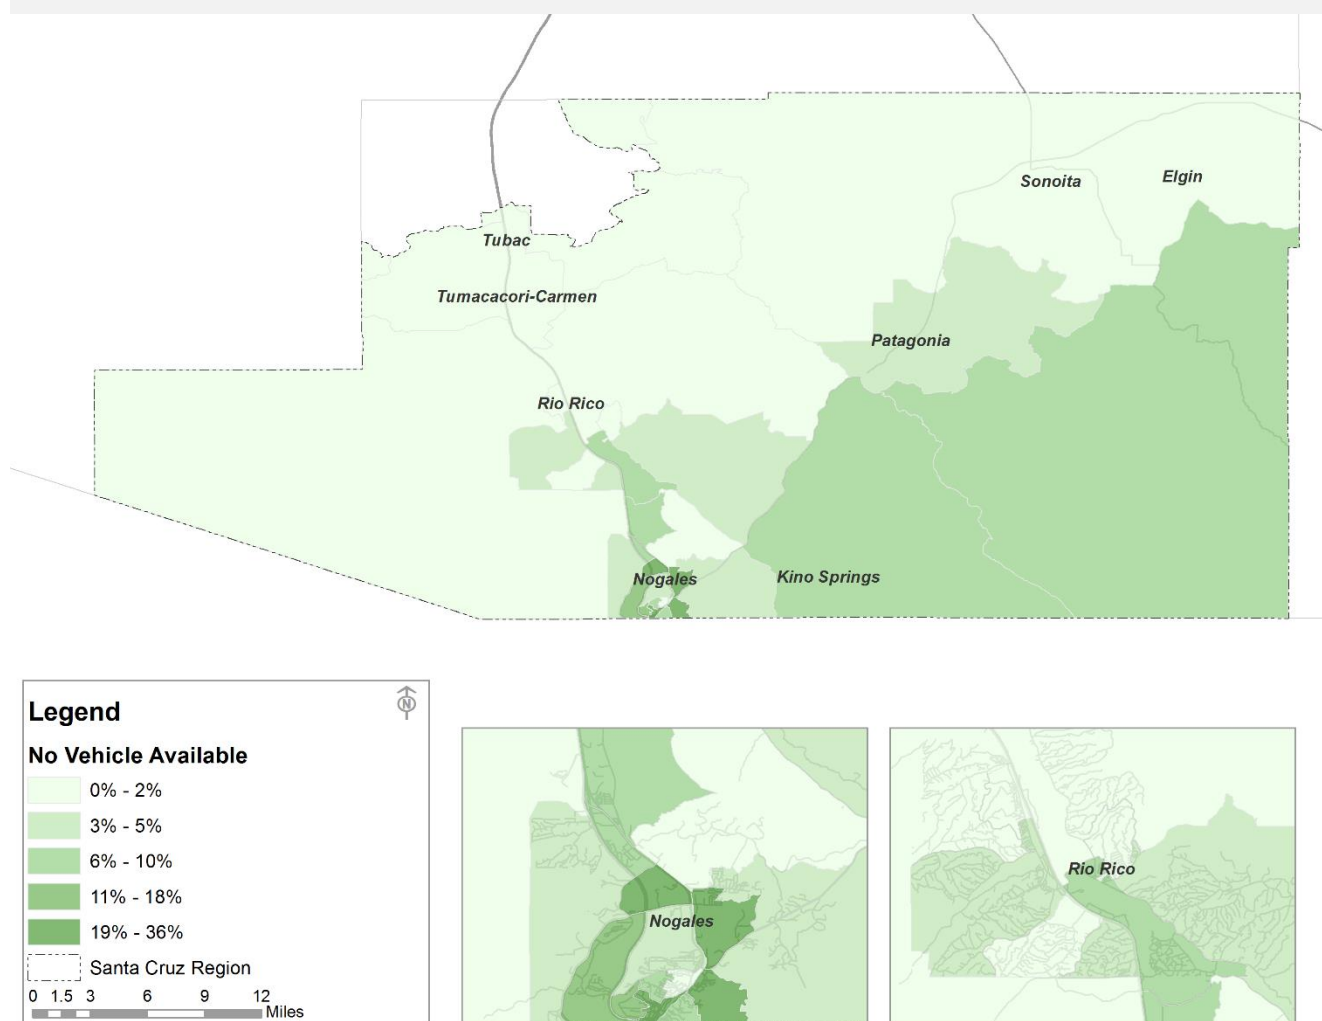 Sonoita
Elgin
Tubac
Tumacacori-Carmen
Patagonia
Rio Rico
Nogales
Kino Springs
Legend
N
No Vehicle Available
0% - 2%
3% - 5%
6% - 10%
11% - 18%
19% - 36%
Santa Cruz Region
0 1.5 3 6 9 12
Miles
Nogales
Rio Rico